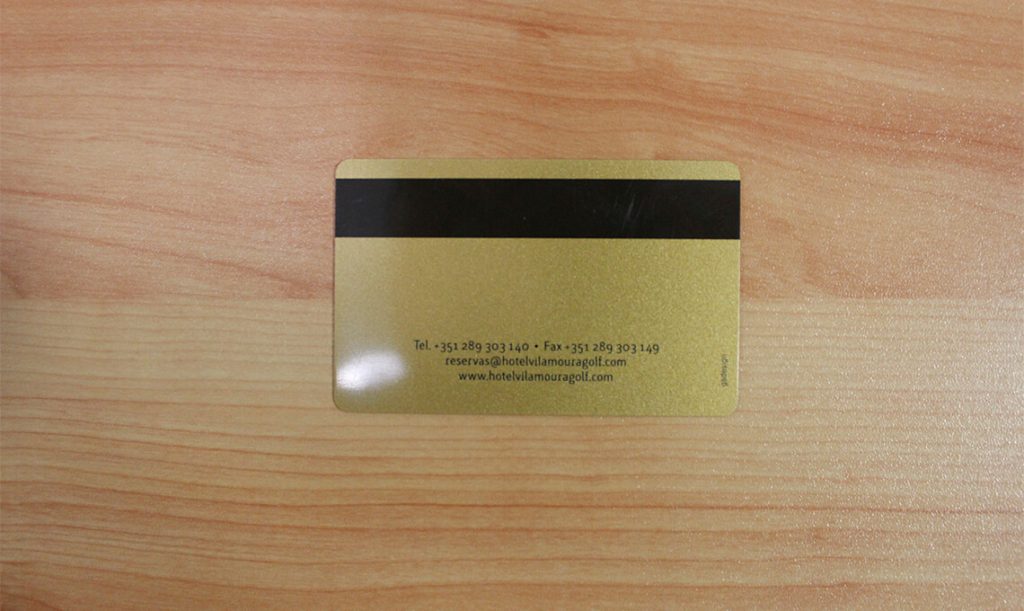 Tel. +351 289 303 140 • Fax +351 289 303 149
reservas@hotelvilamouragolf.com
www.hotelvilamouragolf.com